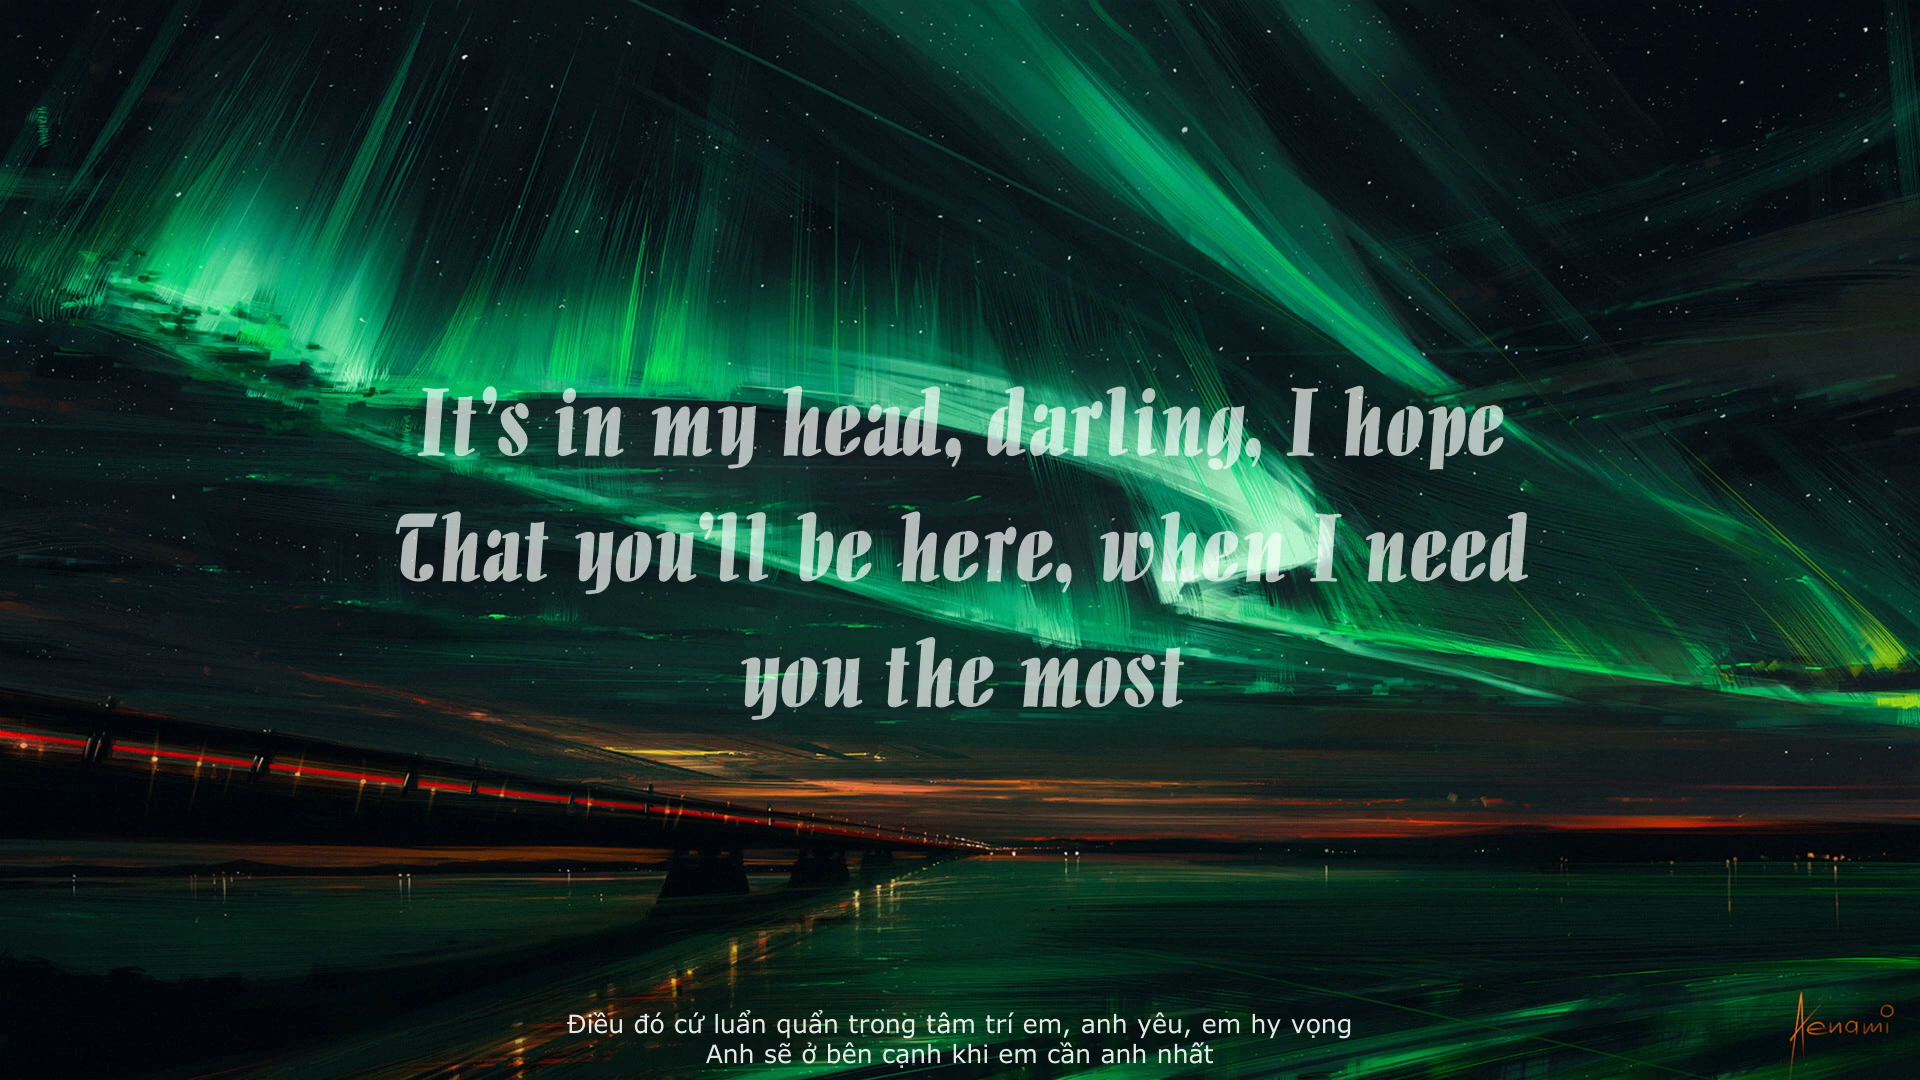 It's in my head, darling, I hope
That you'll be here, when I need
you the most
Điều đó cứ luẩn quẩn trong tâm trí em, anh yêu, em hy vọng
Anh sẽ ở bên cạnh khi em cần anh nhất
Aenami